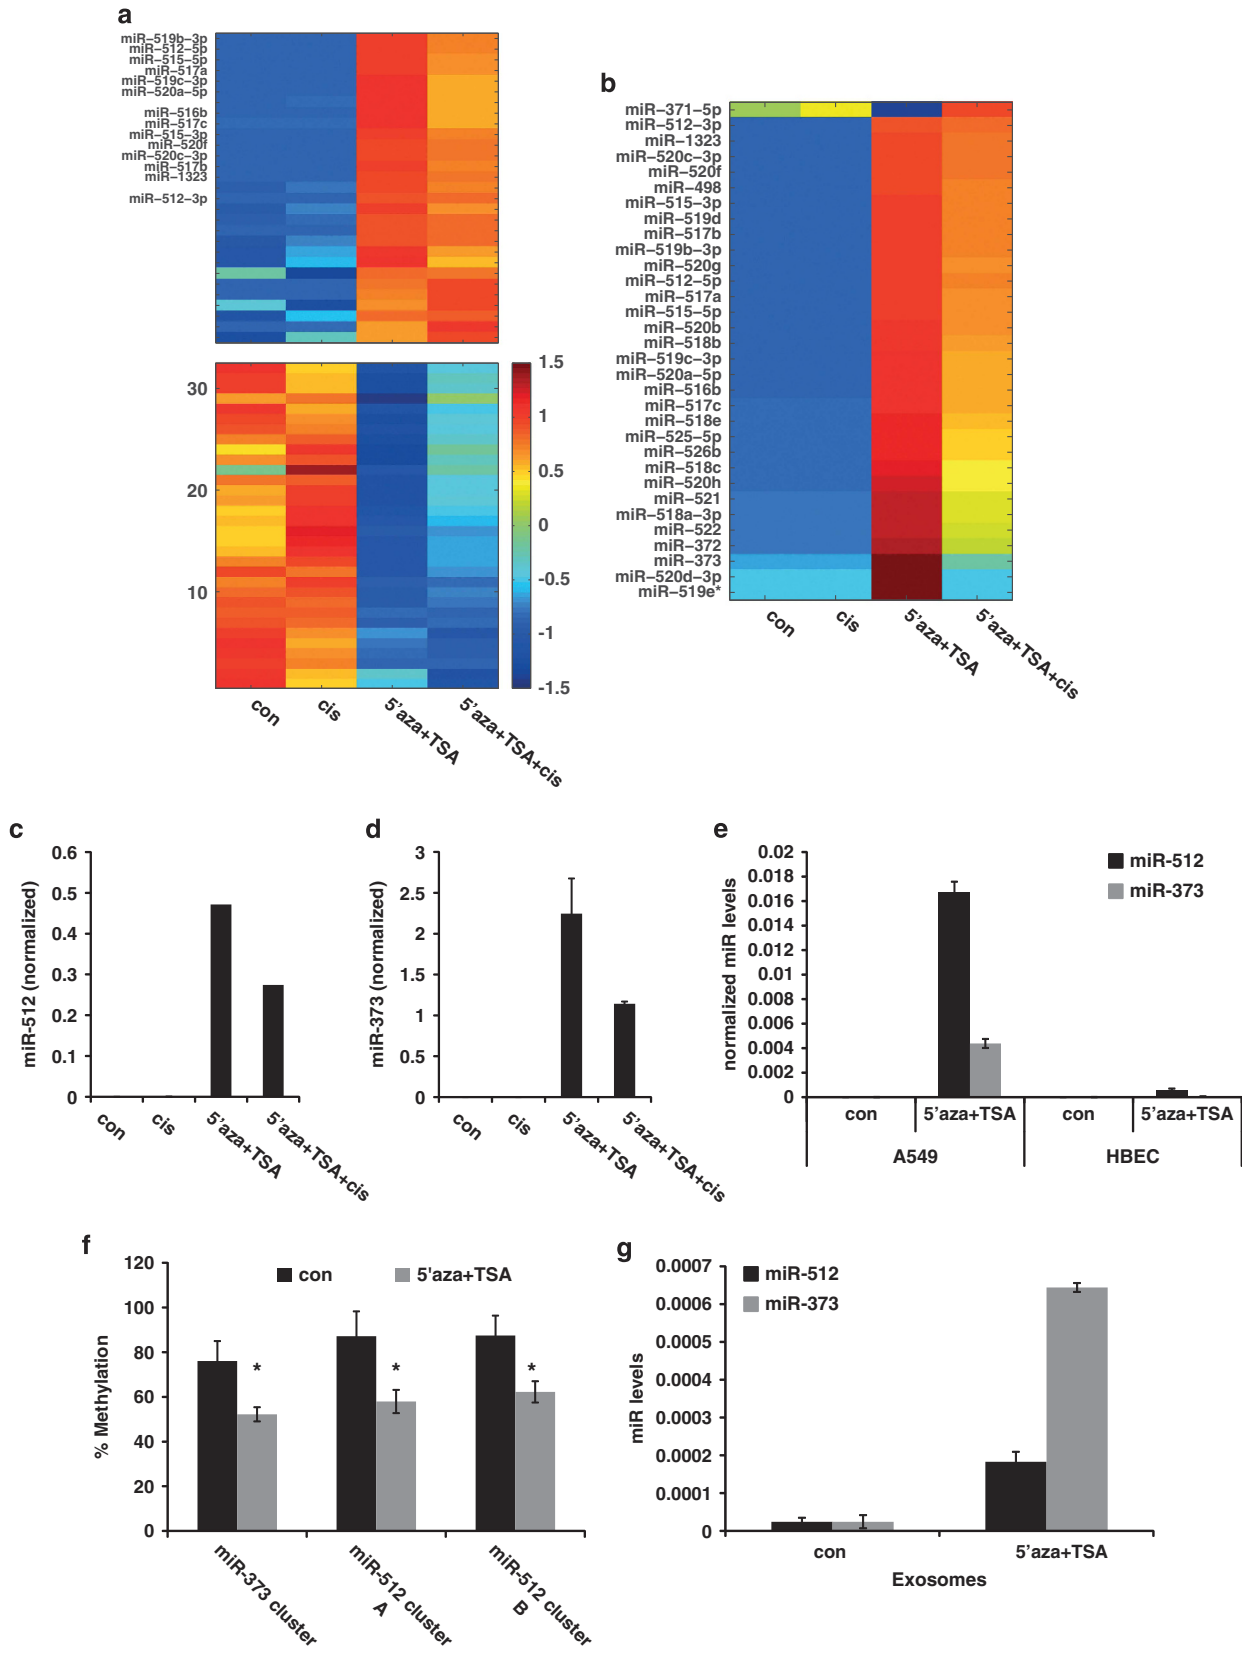 a
miR–519b–3p
miR–512–5p
miR–515–5p
miR–517a
miR–519c–3p
miR–520a–5p
miR–516b
miR–517c
miR–515–3p
miR–520f
miR–520c–3p
miR–517b
miR–1323
miR–512–3p
30
20
10
1.5
1
0.5
0
-0.5
-1
-1.5
con
cis
5'aza+TSA
5'aza+TSA+cis
b
miR–371–5p
miR–512–3p
miR–1323
miR–520c–3p
miR–520f
miR–498
miR–515–3p
miR–519d
miR–517b
miR–519b–3p
miR–520g
miR–512–5p
miR–517a
miR–515–5p
miR–520b
miR–518b
miR–519c–3p
miR–520a–5p
miR–516b
miR–517c
miR–518e
miR–525–5p
miR–526b
miR–518c
miR–520h
miR–521
miR–518a–3p
miR–522
miR–372
miR–373
miR–520d–3p
miR–519e*
con
cis
5'aza+TSA
5'aza+TSA+cis
c
miR-512 (normalized)
0.6
0.5
0.4
0.3
0.2
0.1
0
con
cis
5'aza+TSA
5'aza+TSA+cis
d
miR-373 (normalized)
3
2.5
2
1.5
1
0.5
0
con
cis
5'aza+TSA
5'aza+TSA+cis
e
normalized miR levels
0.02
0.018
0.016
0.014
0.012
0.01
0.008
0.006
0.004
0.002
0
miR-512
miR-373
con
5'aza+TSA
con
5'aza+TSA
A549
HBEC
f
% Methylation
120
100
80
60
40
20
0
con
5'aza+TSA
*
*
*
miR-373 cluster
miR-512 cluster
A
miR-512 cluster
B
g
miR levels
0.0007
0.0006
0.0005
0.0004
0.0003
0.0002
0.0001
0
miR-512
miR-373
con
5'aza+TSA
Exosomes